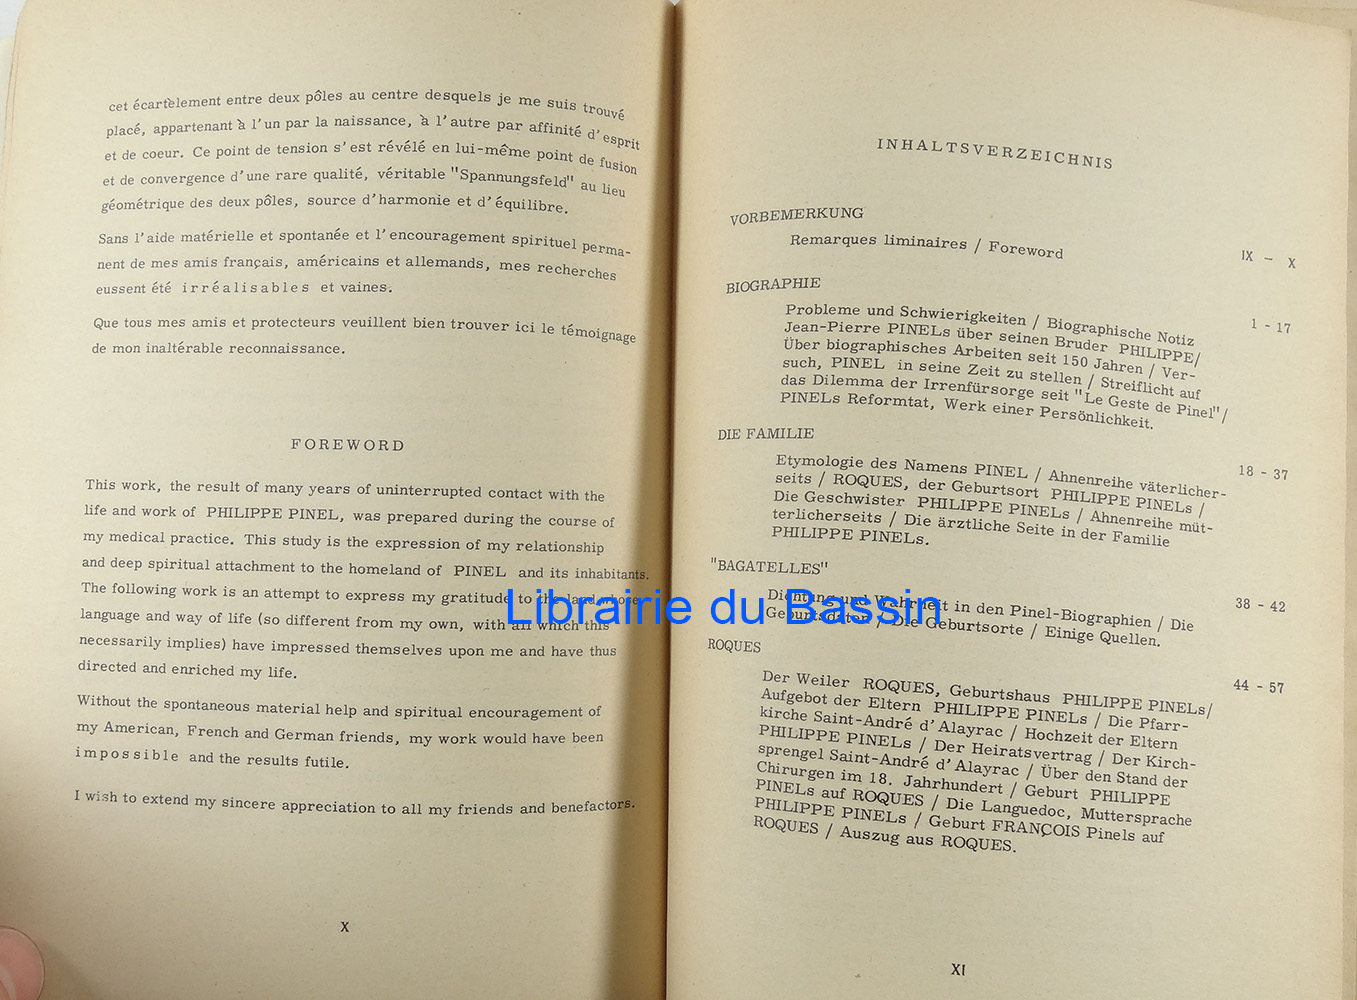 cet écartèlement entre deux pôles au centre desquels je me suis trouvé
placé, appartenant à l'un par la naissance, à l'autre par affinité d'esprit
et de coeur. Ce point de tension s'est révélé en lui-même point de fusion
et de convergence d'une rare qualité, véritable "Spannungsfeld" au lieu
géométrique des deux pôles, source d'harmonie et d'équilibre.
Sans l'aide matérielle et spontanée et l'encouragement spirituel perma-
nent de mes amis français, américains et allemands, mes recherches
eussent été irréalisables et vaines.
Que tous mes amis et protecteurs veuillent bien trouver ici le témoignage
de mon inaltérable reconnaissance.
FOREWORD
This work, the result of many years of uninterrupted contact with the
life and work of PHILIPPE PINEL, was prepared during the course of
my medical practice. This study is the expression of my relationship
and deep spiritual attachment to the homeland of PINEL and its inhabitants.
The following work is an attempt to express my gratitude to the land whose
language and way of life (so different from my own, with all which this
necessarily implies) have impressed themselves upon me and have thus
directed and enriched my life.
Without the spontaneous material help and spiritual encouragement of
my American, French and German friends, my work would have been
impossible and the results futile.
I wish to extend my sincere appreciation to all my friends and benefactors.
X
INHALTSVERZEICHNIS
VORBEMERKUNG
Remarques liminaires / Foreword IX - X
BIOGRAPHIE
Probleme und Schwierigkeiten / Biographische Notiz 1 - 17
Jean-Pierre PINELs über seinen Bruder PHILIPPE/
Über biographisches Arbeiten seit 150 Jahren / Ver-
such, PINEL in seine Zeit zu stellen / Streiflicht auf
das Dilemma der Irrenfürsorge seit "Le Geste de Pinel"/
PINELs Reformtat, Werk einer Persönlichkeit.
DIE FAMILIE
Etymologie des Namens PINEL / Ahnenreihe väterlicher- 18 - 37
seits / ROQUES, der Geburtsort PHILIPPE PINELs /
Die Geschwister PHILIPPE PINELs / Ahnenreihe müt-
terlicherseits / Die ärztliche Seite in der Familie
PHILIPPE PINELs.
"BAGATELLES"
Dichtung und Wahrheit in den Pinel-Biographien / Die 38 - 42
Geburtsdaten / Die Geburtsorte / Einige Quellen.
ROQUES
Der Weiler ROQUES, Geburtshaus PHILIPPE PINELs/ 44 - 57
Aufgebot der Eltern PHILIPPE PINELs / Die Pfarr-
kirche Saint-André d'Alayrac / Hochzeit der Eltern
PHILIPPE PINELs / Der Heiratsvertrag / Der Kirch-
sprengel Saint-André d'Alayrac / Über den Stand der
Chirurgen im 18. Jahrhundert / Geburt PHILIPPE
PINELs auf ROQUES / Die Languedoc, Muttersprache
PHILIPPE PINELs / Geburt FRANÇOIS Pinels auf
ROQUES / Auszug aus ROQUES.
XI
Librairie du Bassin